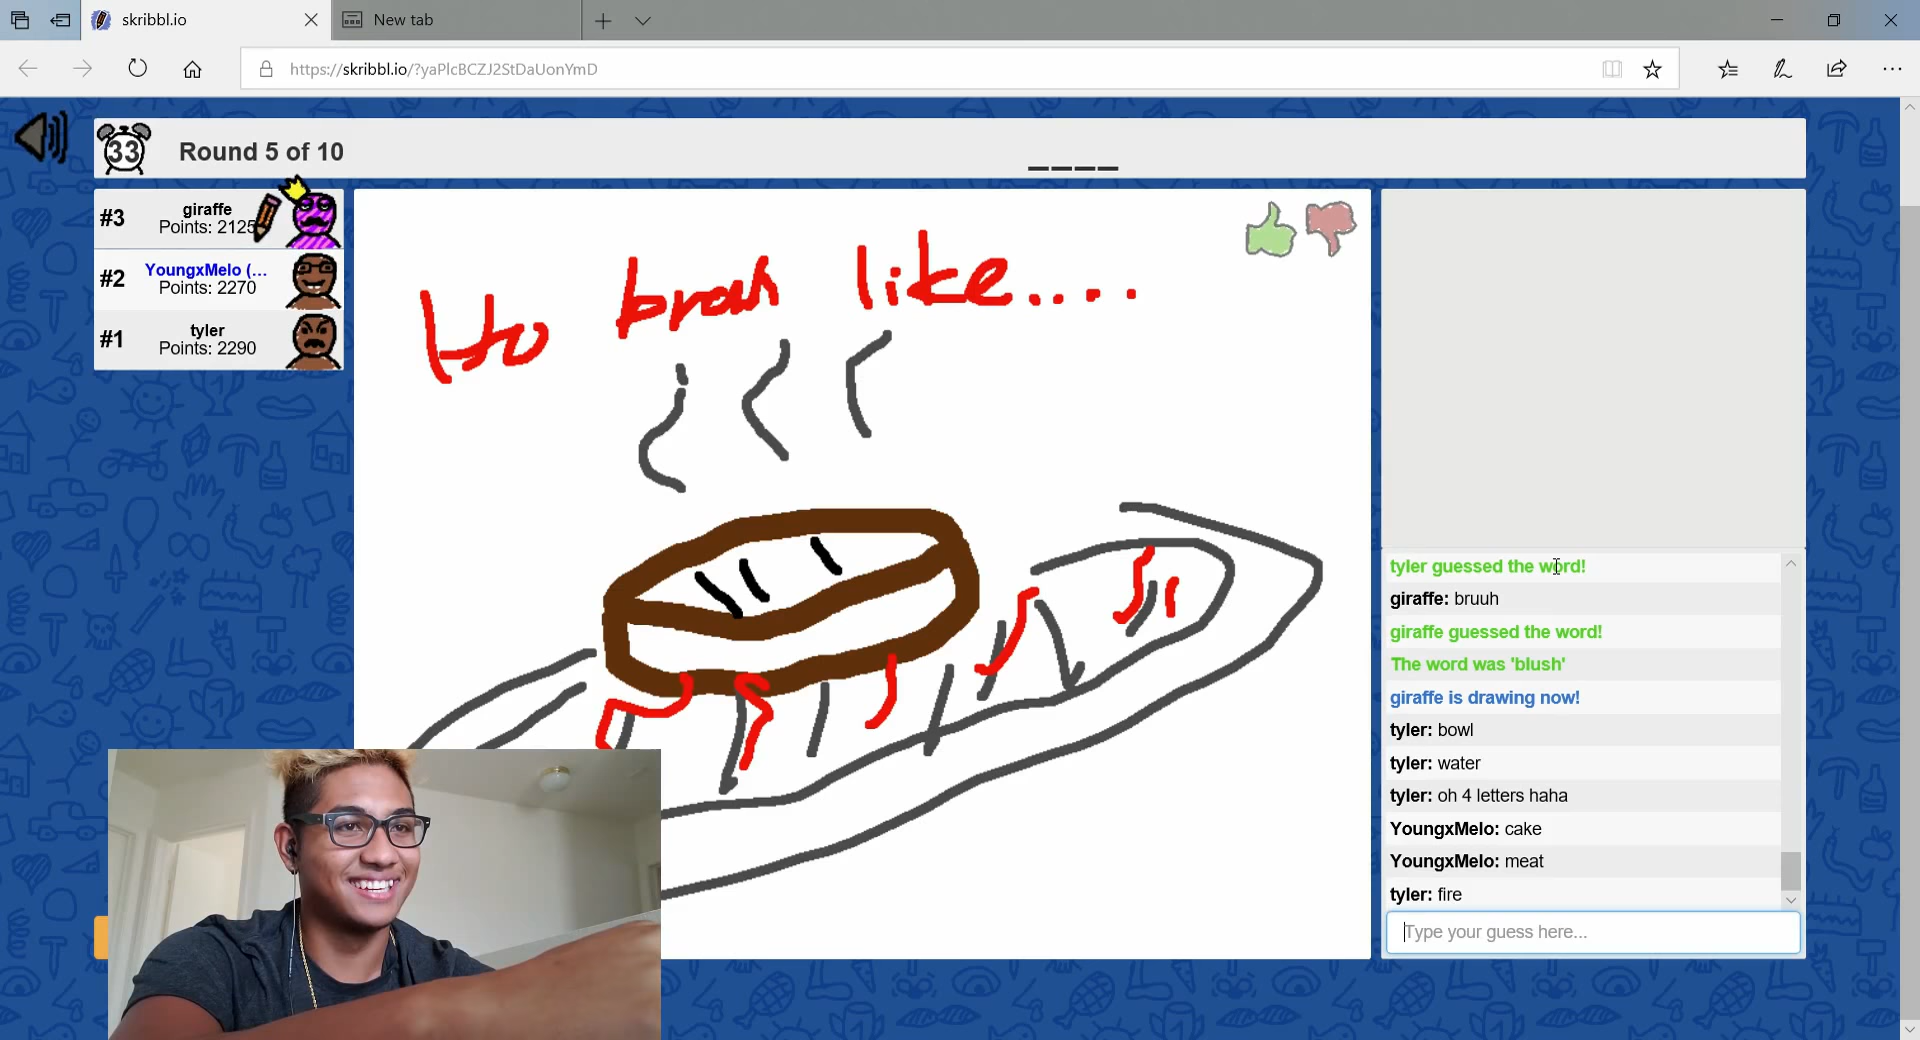 skribbl.io
New tab
https://skribbl.io/?yaPlcBCZJ2StDaUonYmD
33
Round 5 of 10
____
#3
giraffe
Points: 2125
#2
YoungxMelo (...
Points: 2270
#1
tyler
Points: 2290
Ho brah like....
tyler guessed the word!
giraffe: bruuh
giraffe guessed the word!
The word was 'blush'
giraffe is drawing now!
tyler: bowl
tyler: water
tyler: oh 4 letters haha
YoungxMelo: cake
YoungxMelo: meat
tyler: fire
Type your guess here...